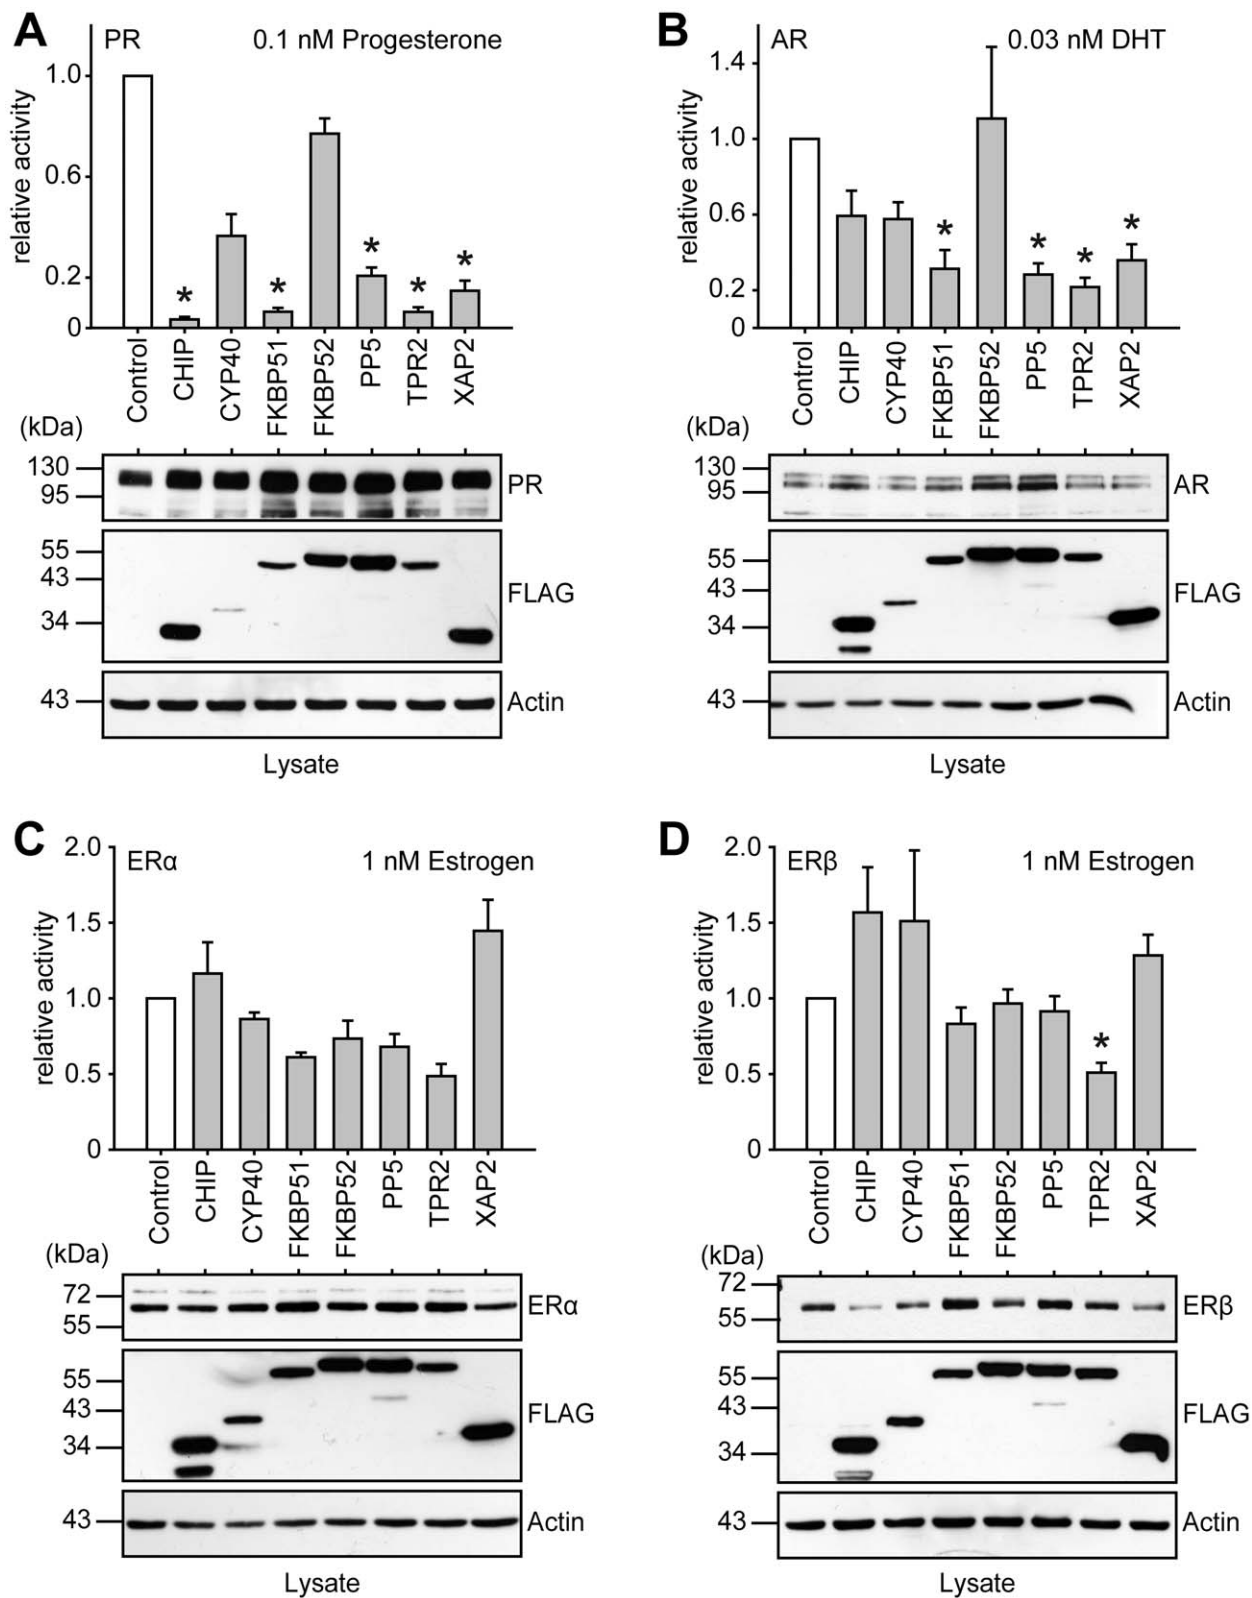 A
PR
0.1 nM Progesterone
relative activity
1.0
0.6
0.2
0
*
*
*
*
*
Control
CHIP
CYP40
FKBP51
FKBP52
PP5
TPR2
XAP2
(kDa)
130
95
PR
55
43
34
FLAG
43
Actin
Lysate
B
AR
0.03 nM DHT
relative activity
1.4
1.0
0.6
0.2
0
*
*
*
*
Control
CHIP
CYP40
FKBP51
FKBP52
PP5
TPR2
XAP2
(kDa)
130
95
AR
55
43
34
FLAG
43
Actin
Lysate
C
ERα
1 nM Estrogen
relative activity
2.0
1.5
1.0
0.5
0
Control
CHIP
CYP40
FKBP51
FKBP52
PP5
TPR2
XAP2
(kDa)
72
55
ERα
55
43
34
FLAG
43
Actin
Lysate
D
ERβ
1 nM Estrogen
relative activity
2.0
1.5
1.0
0.5
0
*
Control
CHIP
CYP40
FKBP51
FKBP52
PP5
TPR2
XAP2
(kDa)
72
55
ERβ
55
43
34
FLAG
43
Actin
Lysate